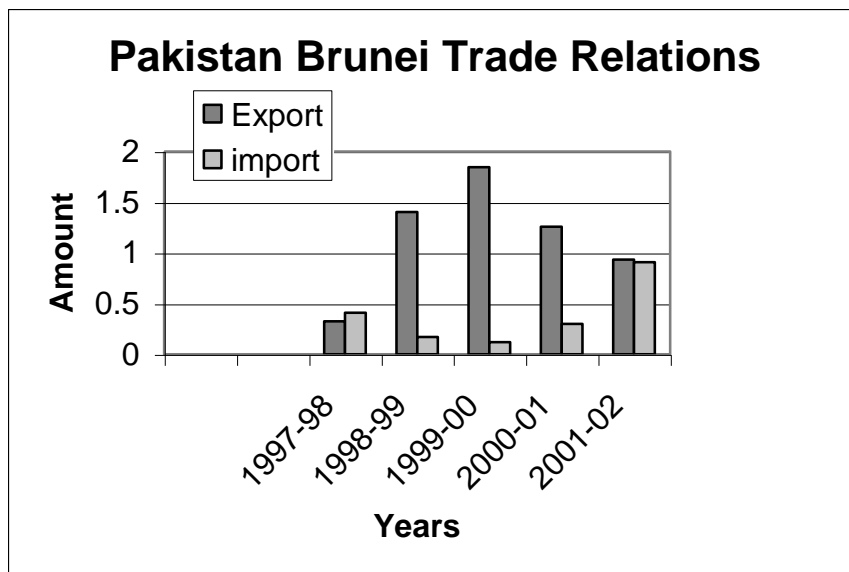 Pakistan Brunei Trade Relations
Export
import
Amount
2
1.5
1
0.5
0
1997-98
1998-99
1999-00
2000-01
2001-02
Years